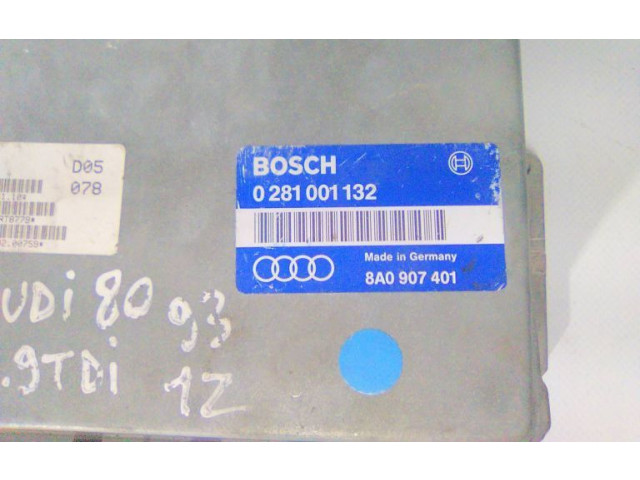 D05
078
BOSCH
0 281 001 132
Made in Germany
8A0 907 401
UDi 80 93
.9TDi 1Z